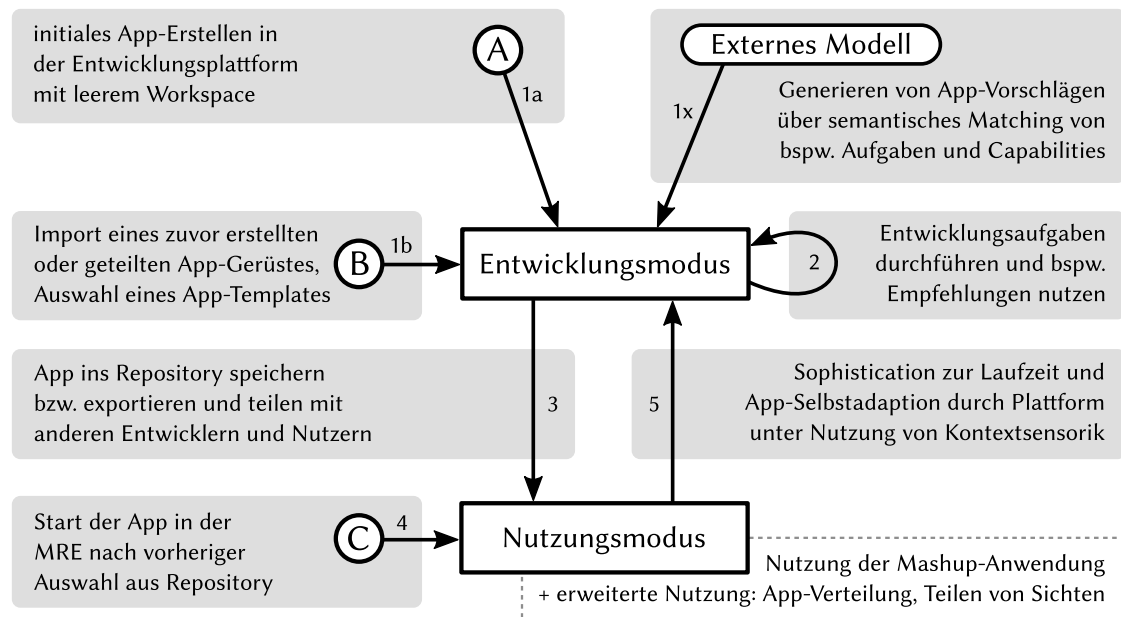 initiales App-Erstellen in
der Entwicklungsplattform
mit leerem Workspace
A
1a
Externes Modell
1x
Generieren von App-Vorschlägen
über semantisches Matching von
bspw. Aufgaben und Capabilities
Import eines zuvor erstellten
oder geteilten App-Gerüstes,
Auswahl eines App-Templates
B
1b
Entwicklungsmodus
2
Entwicklungsaufgaben
durchführen und bspw.
Empfehlungen nutzen
App ins Repository speichern
bzw. exportieren und teilen mit
anderen Entwicklern und Nutzern
3
5
Sophistication zur Laufzeit und
App-Selbstadaption durch Plattform
unter Nutzung von Kontextsensorik
Start der App in der
MRE nach vorheriger
Auswahl aus Repository
C
4
Nutzungsmodus
Nutzung der Mashup-Anwendung
+ erweiterte Nutzung: App-Verteilung, Teilen von Sichten